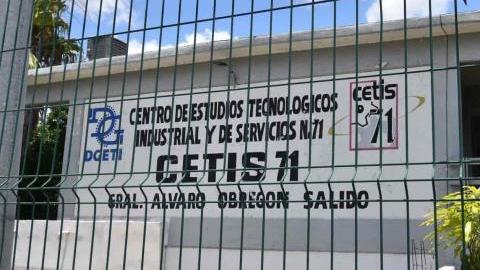 CENTRO DE ESTUDIOS TECNOLOGICOS
INDUSTRIAL Y DE SERVICIOS N.71
CETIS 71
GRAL. ALVARO OBREGON SALIDO
DGETI
cetis
71